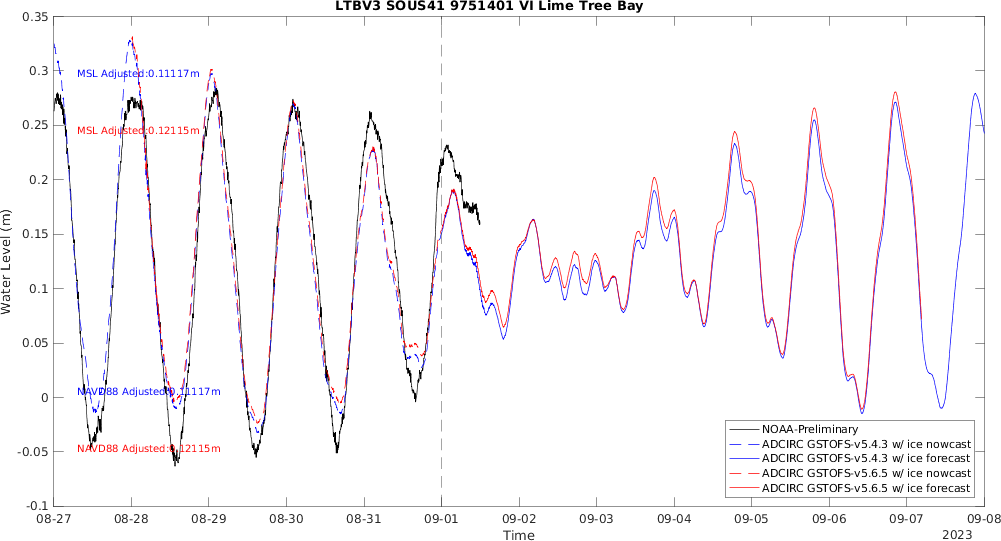 LTBV3 SOUS41 9751401 VI Lime Tree Bay
0.35
0.3
0.25
0.2
0.15
0.1
0.05
0
-0.05
-0.1
Water Level (m)
MSL Adjusted:0.11117m
MSL Adjusted:0.12115m
NAVD88 Adjusted:0.11117m
NAVD88 Adjusted:0.12115m
NOAA-Preliminary
ADCIRC GSTOFS-v5.4.3 w/ ice nowcast
ADCIRC GSTOFS-v5.4.3 w/ ice forecast
ADCIRC GSTOFS-v5.6.5 w/ ice nowcast
ADCIRC GSTOFS-v5.6.5 w/ ice forecast
08-27 08-28 08-29 08-30 08-31 09-01 09-02 09-03 09-04 09-05 09-06 09-07 09-08
Time
2023